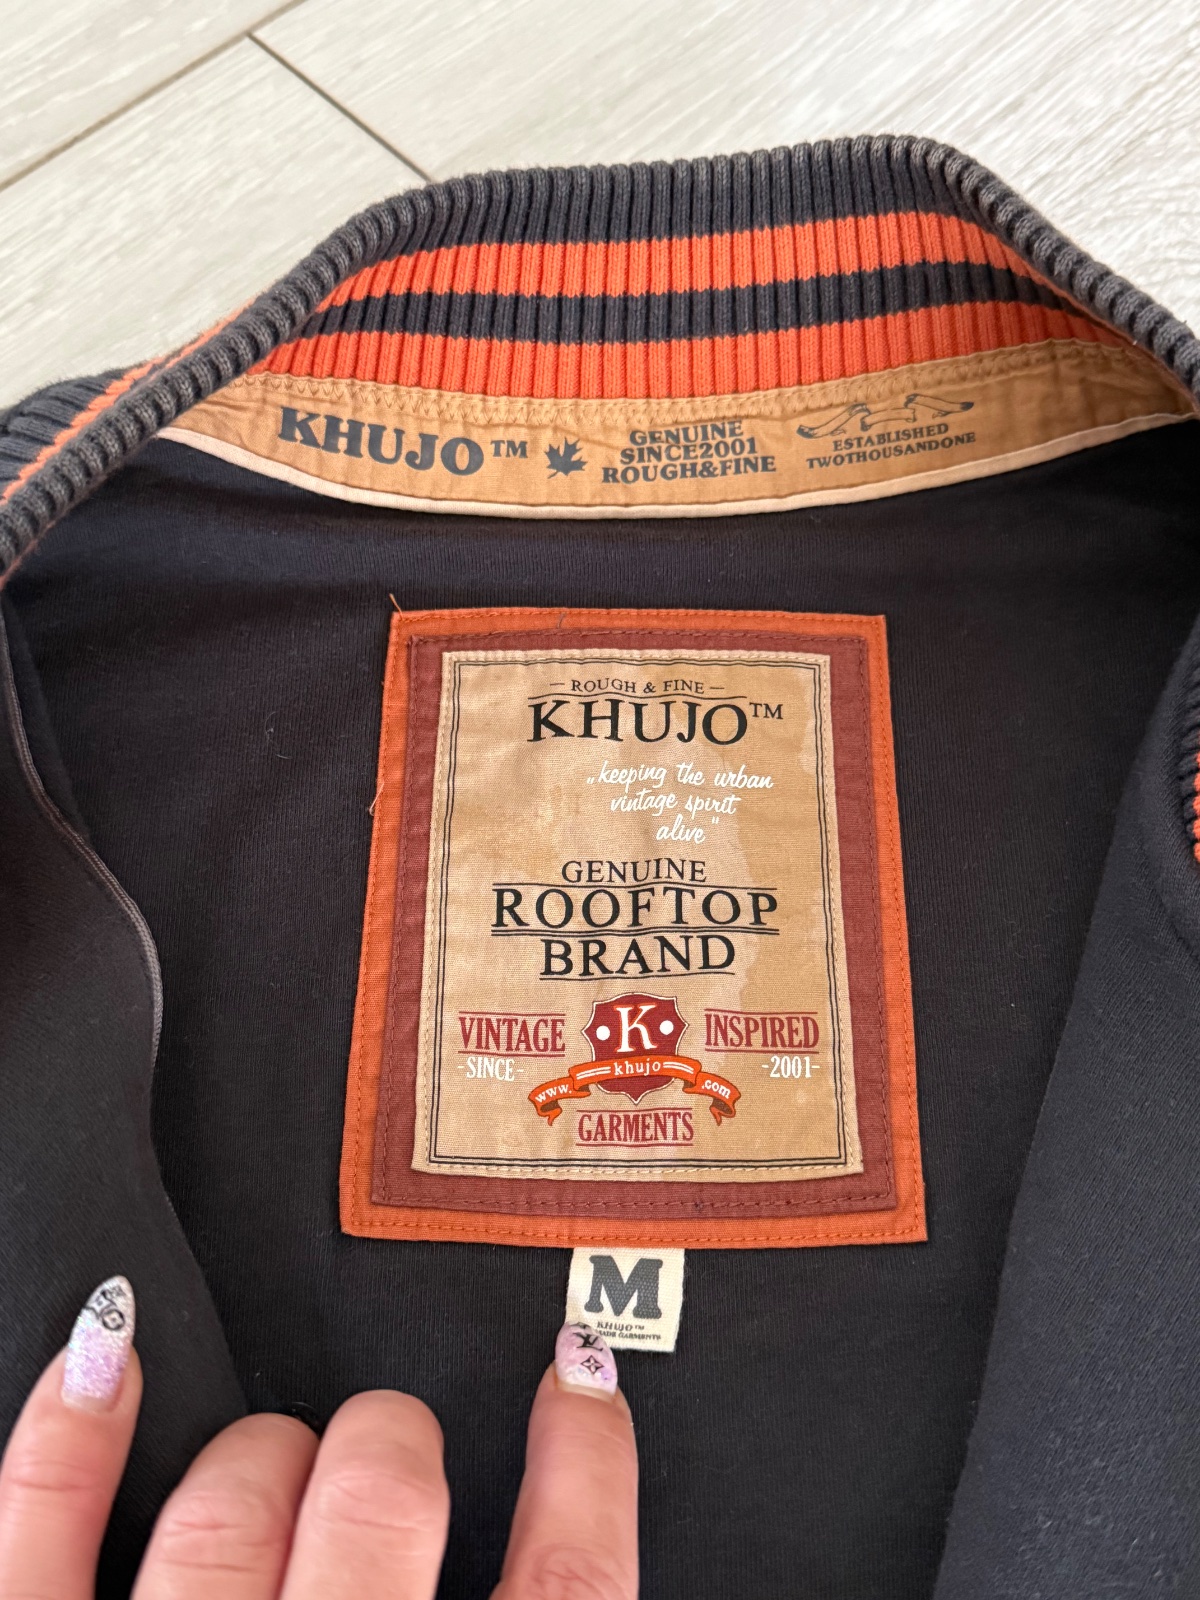 KHUJO™
GENUINE
SINCE2001
ROUGH&FINE
ESTABLISHED
TWOTHOUSANDONE
— ROUGH & FINE —
KHUJO™
„keeping the urban
vintage spirit
alive"
GENUINE
ROOFTOP
BRAND
VINTAGE
-SINCE-
K
INSPIRED
-2001-
www.
khujo
.com
GARMENTS
M
KHUJO™
GARMENTS